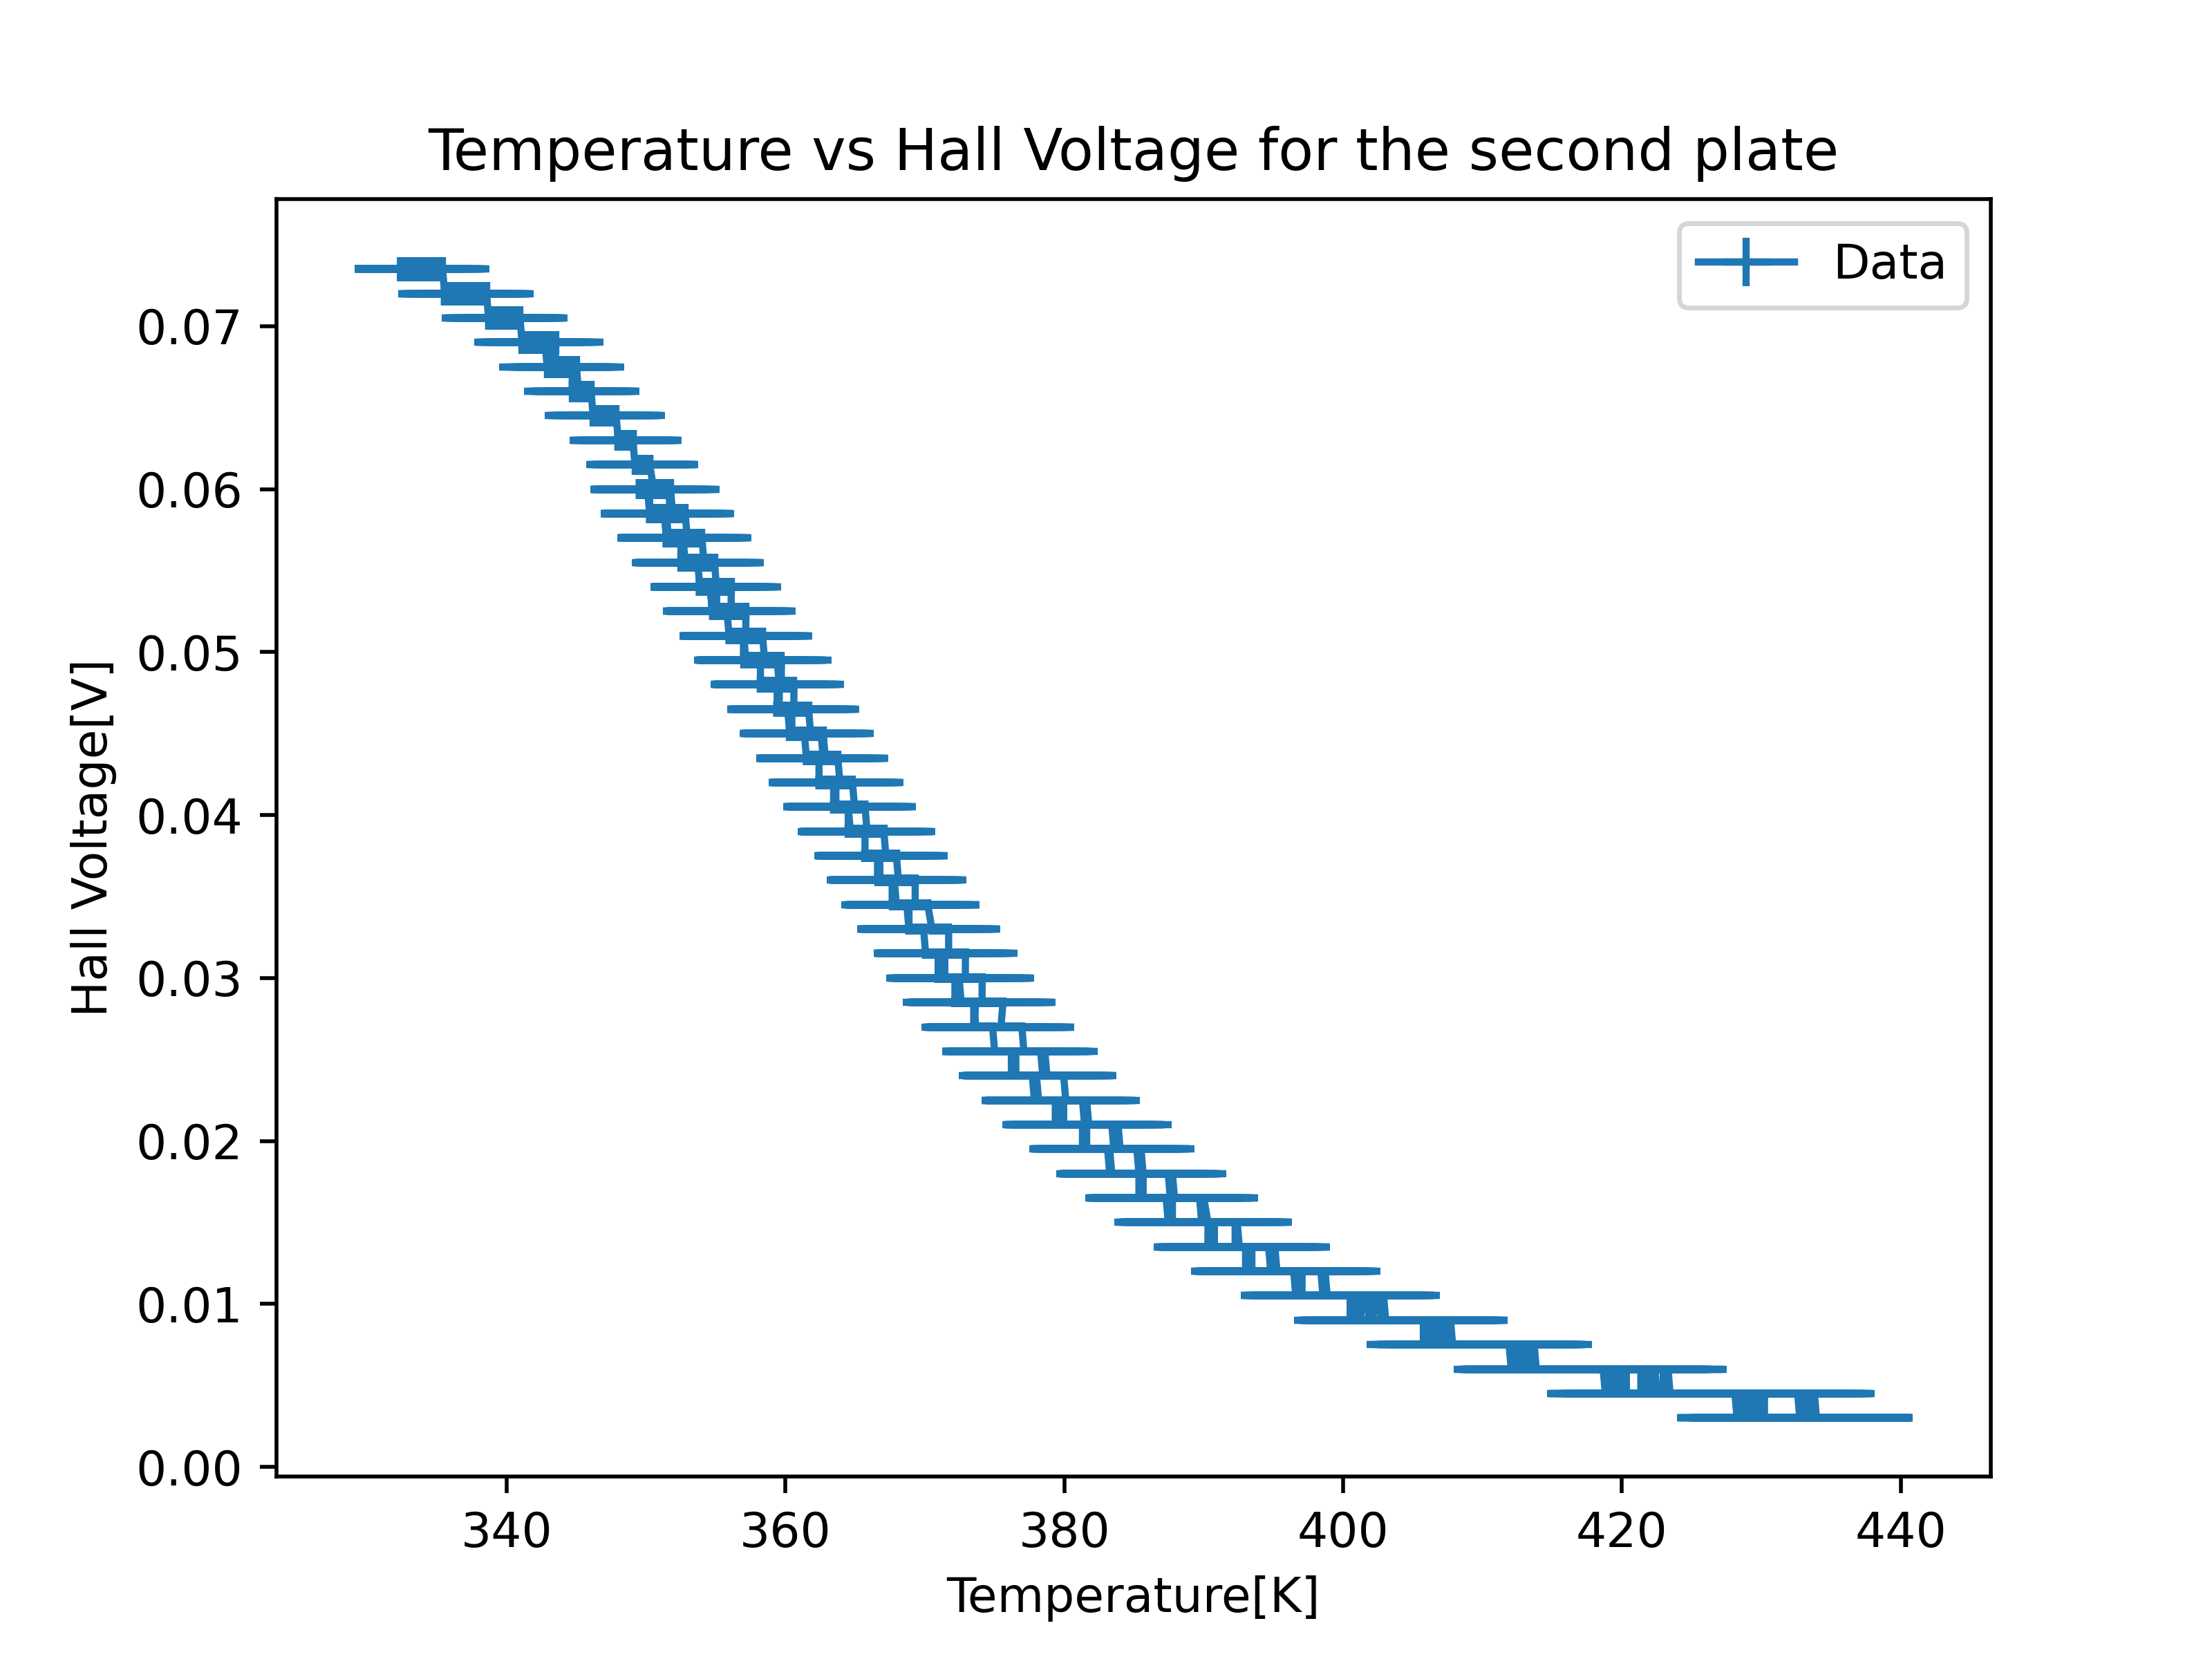 Temperature vs Hall Voltage for the second plate
Data
0.07
0.06
0.05
0.04
0.03
0.02
0.01
0.00
Hall Voltage[V]
340 360 380 400 420 440
Temperature[K]